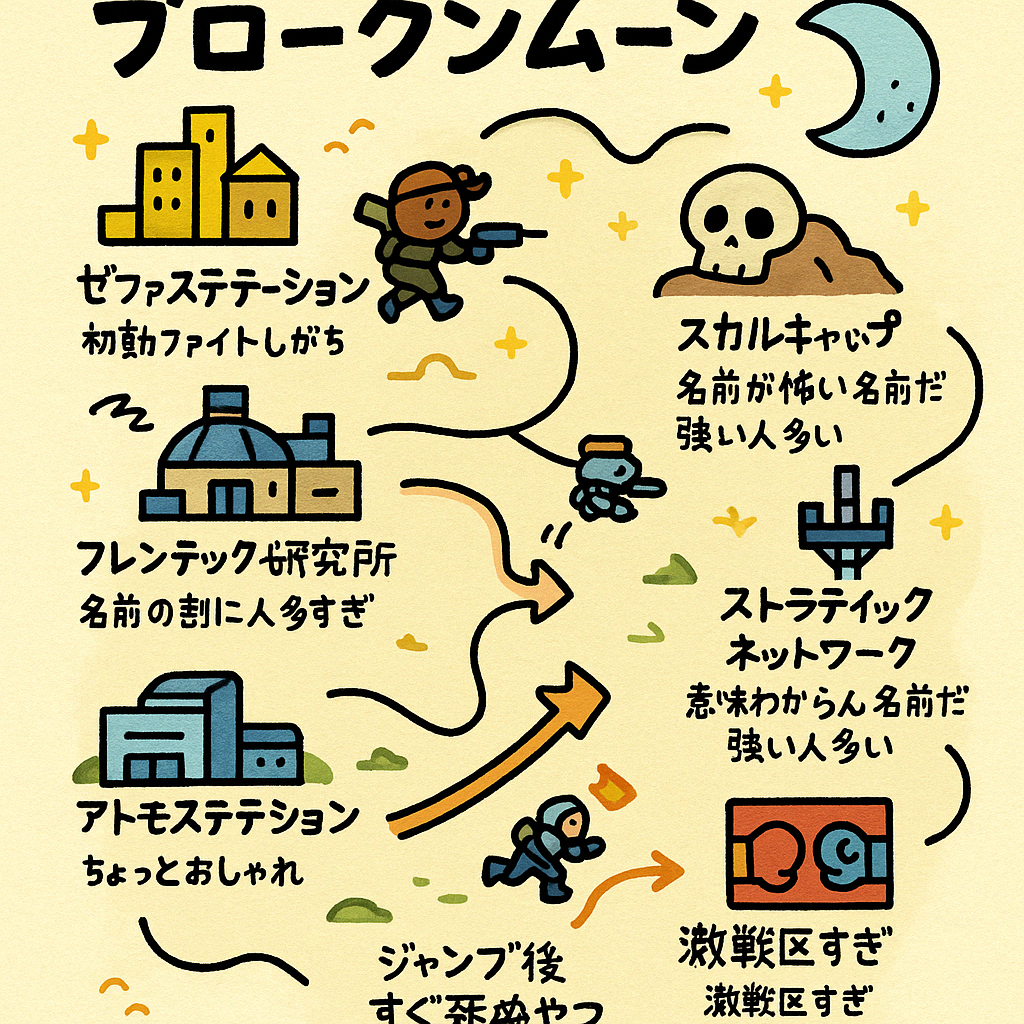 ブロークンムーン
ゼファステテーション
初動ファイトしがち
スカルキャップ
名前が怖い名前だ
強い人多い
フレンテック研究所
名前の割に人多すぎ
ストラティック
ネットワーク
意味わからん名前だ
強い人多い
アトモステテション
ちょっとおしゃれ
激戦区すぎ
激戦区すぎ
ジャンプ後
すぐ死ぬやつ